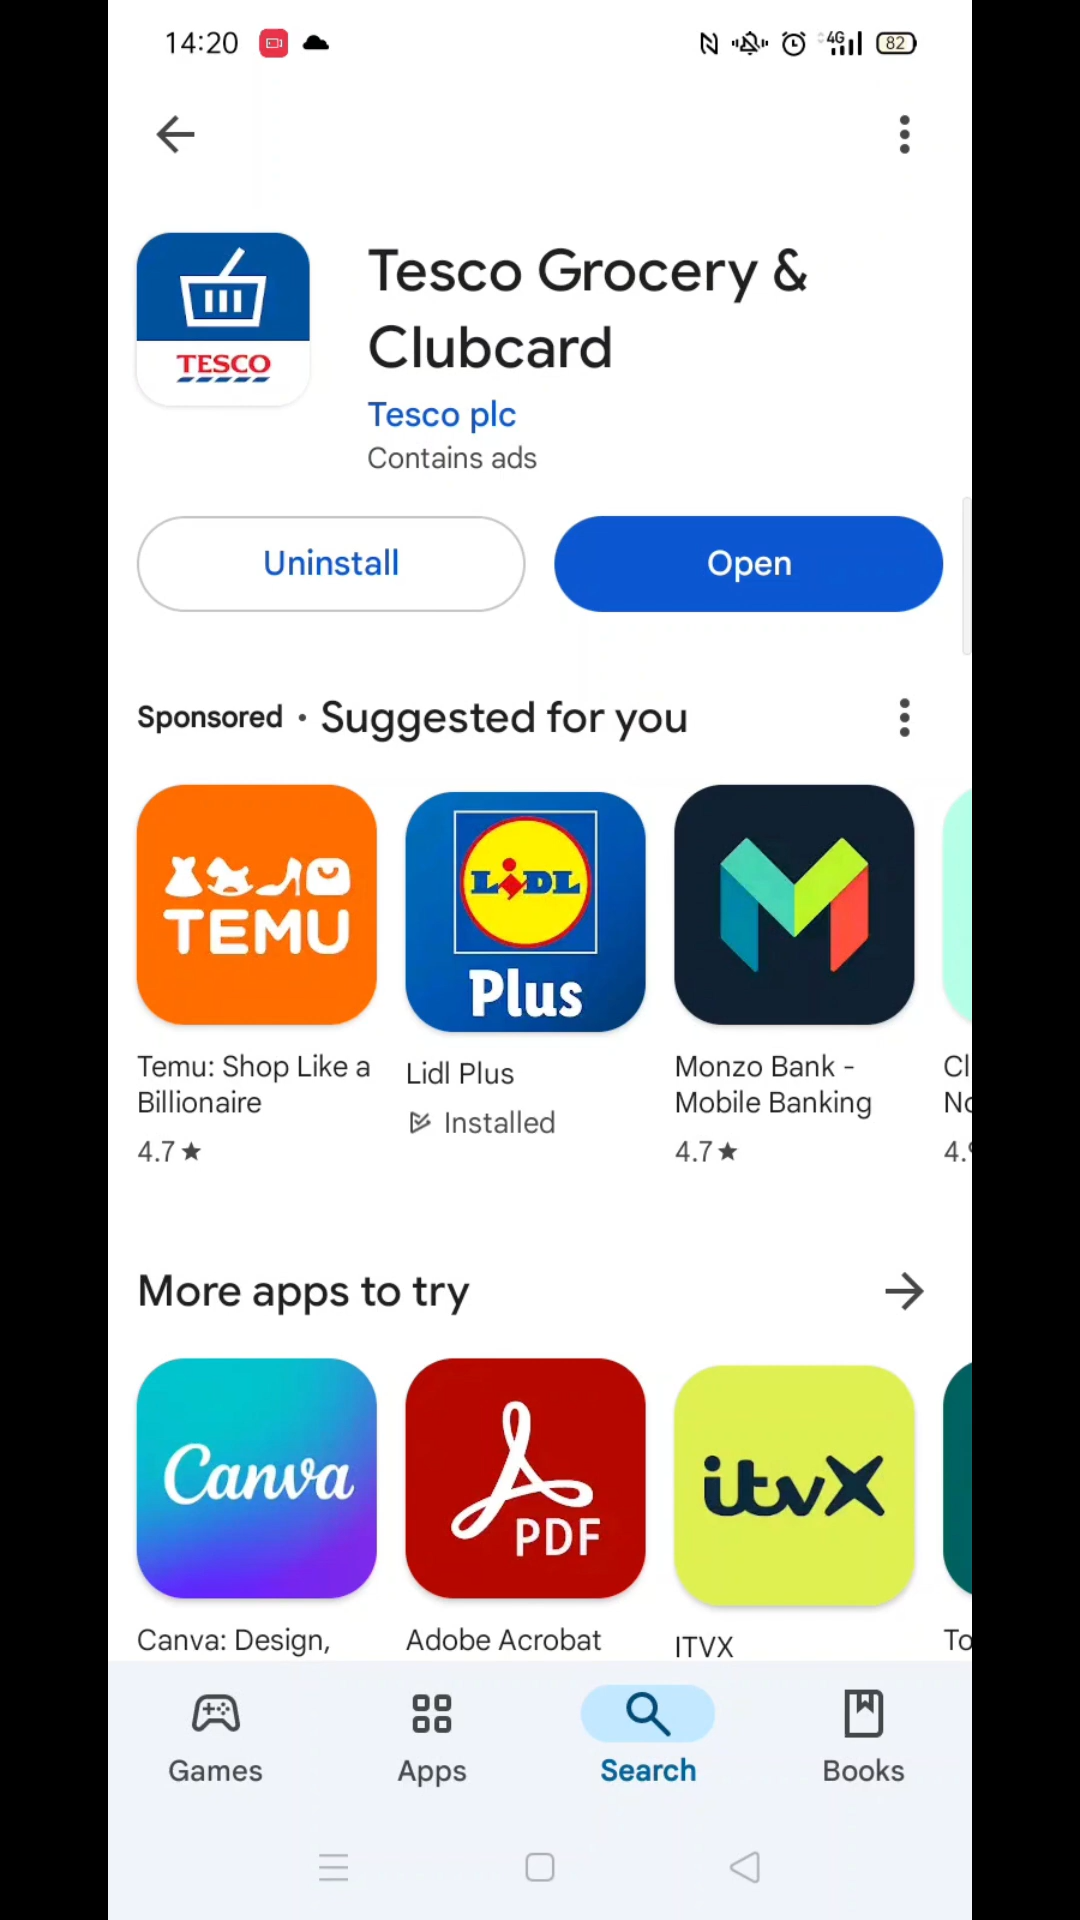 14:20
4G
82
Tesco Grocery &
Clubcard
TESCO
Tesco plc
Contains ads
Uninstall
Open
Sponsored • Suggested for you
TEMU
LIDL
Plus
Temu: Shop Like a
Billionaire
4.7★
Lidl Plus
Installed
Monzo Bank -
Mobile Banking
4.7★
More apps to try
Canva
PDF
itvX
Canva: Design,
Adobe Acrobat
ITVX
Games
Apps
Search
Books